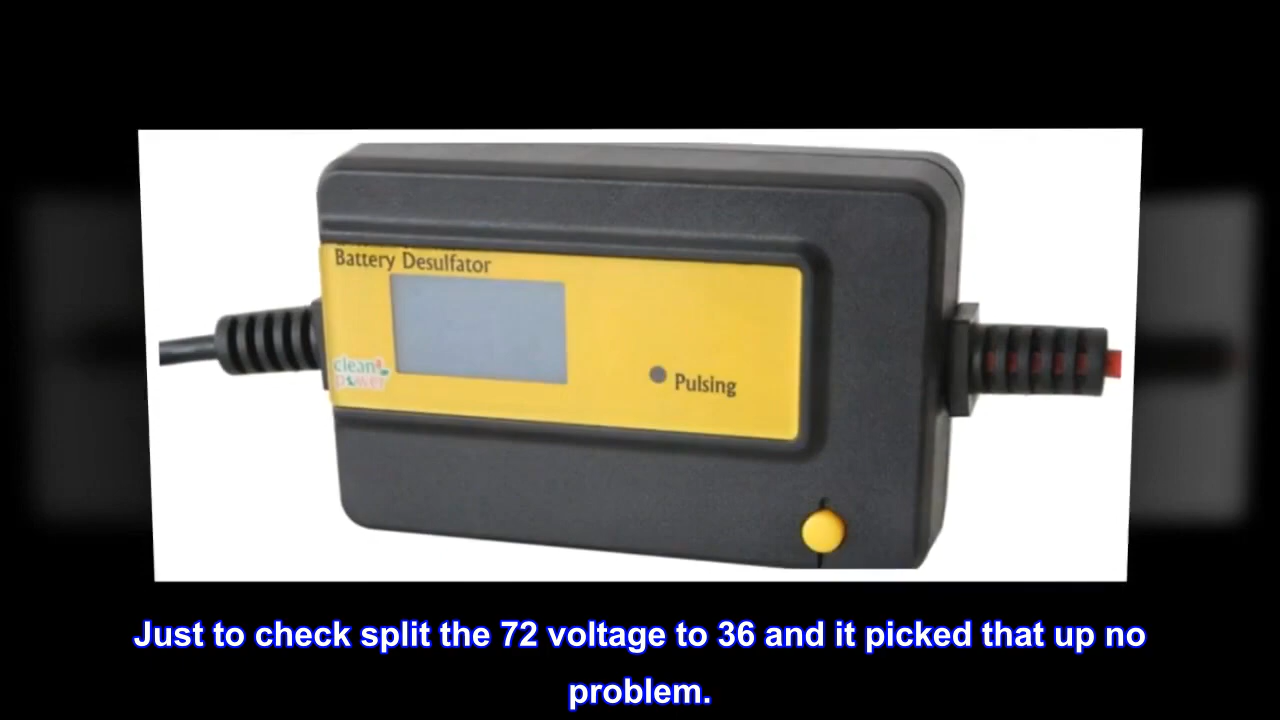 Battery Desulfator
clean
power
Pulsing
Just to check split the 72 voltage to 36 and it picked that up no
problem.